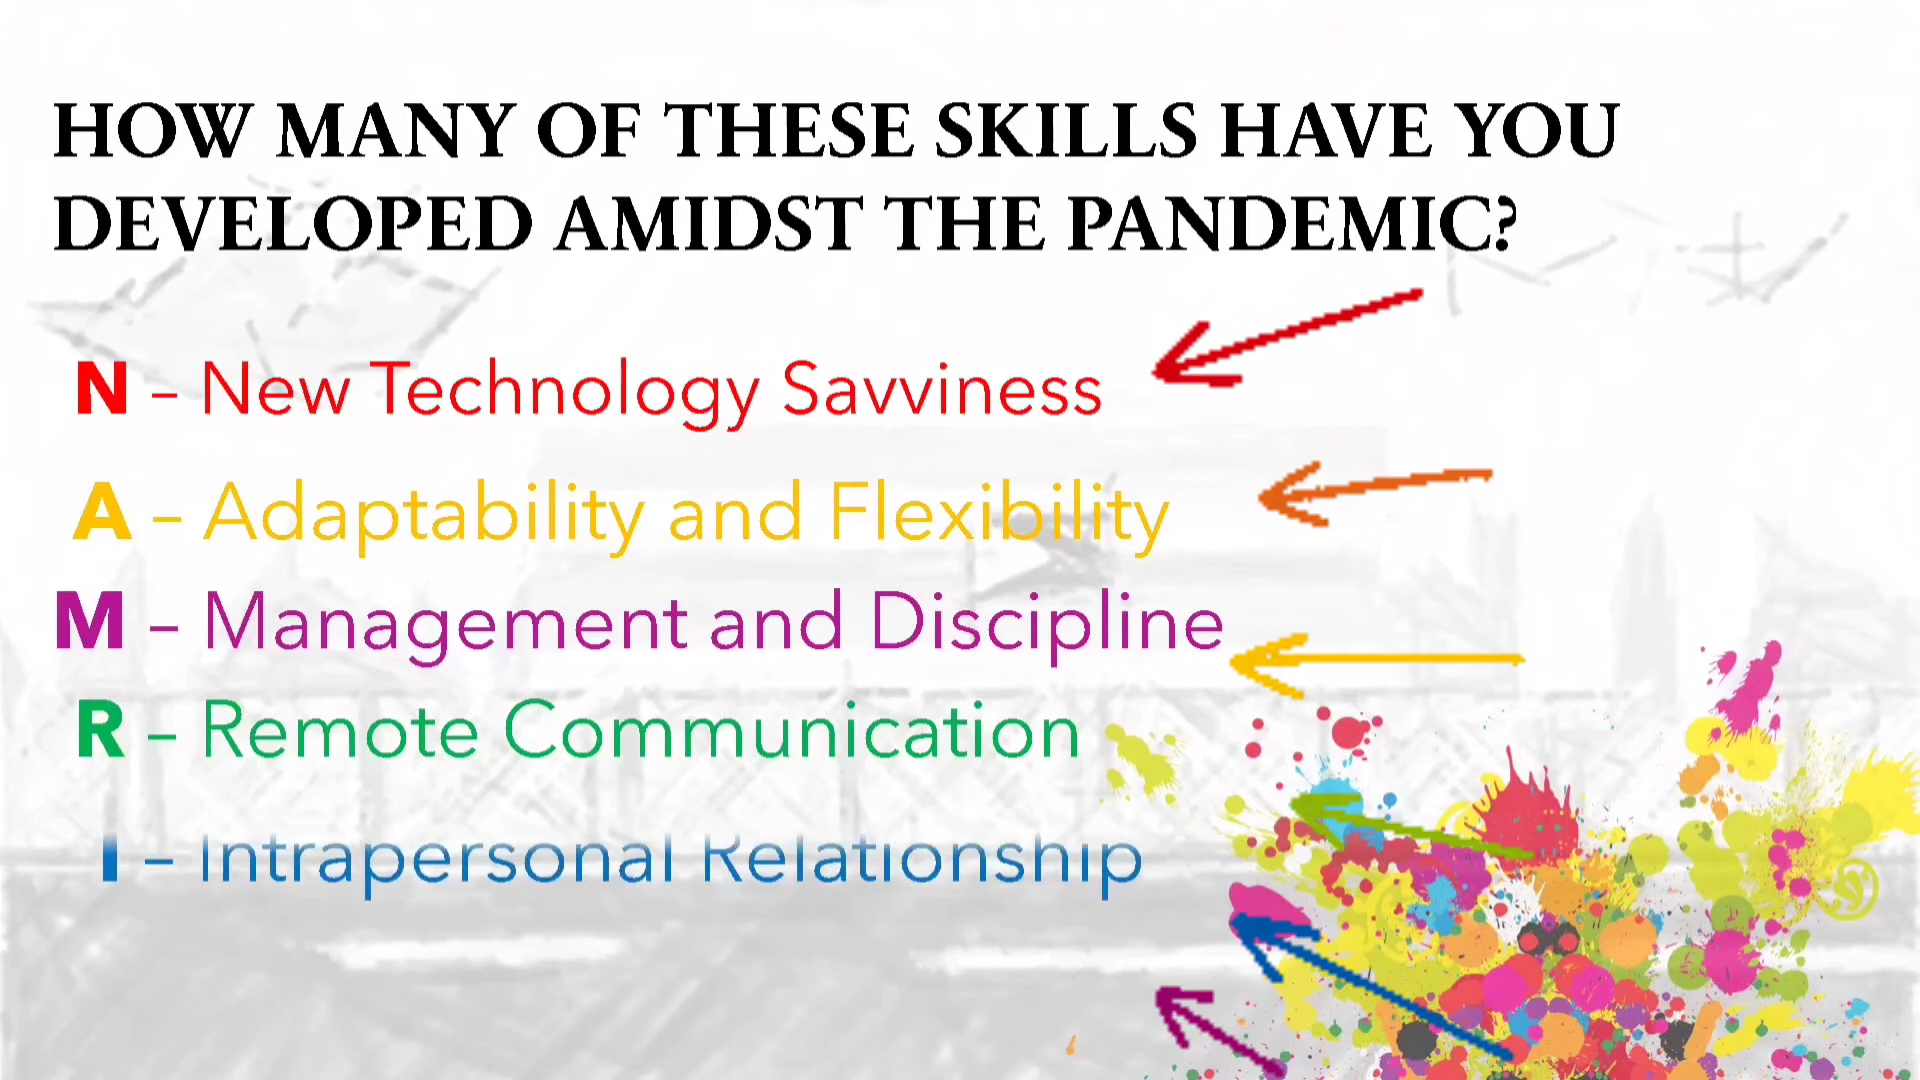 HOW MANY OF THESE SKILLS HAVE YOU
DEVELOPED AMIDST THE PANDEMIC?
N – New Technology Savviness
A – Adaptability and Flexibility
M – Management and Discipline
R – Remote Communication
I – Intrapersonal Relationship